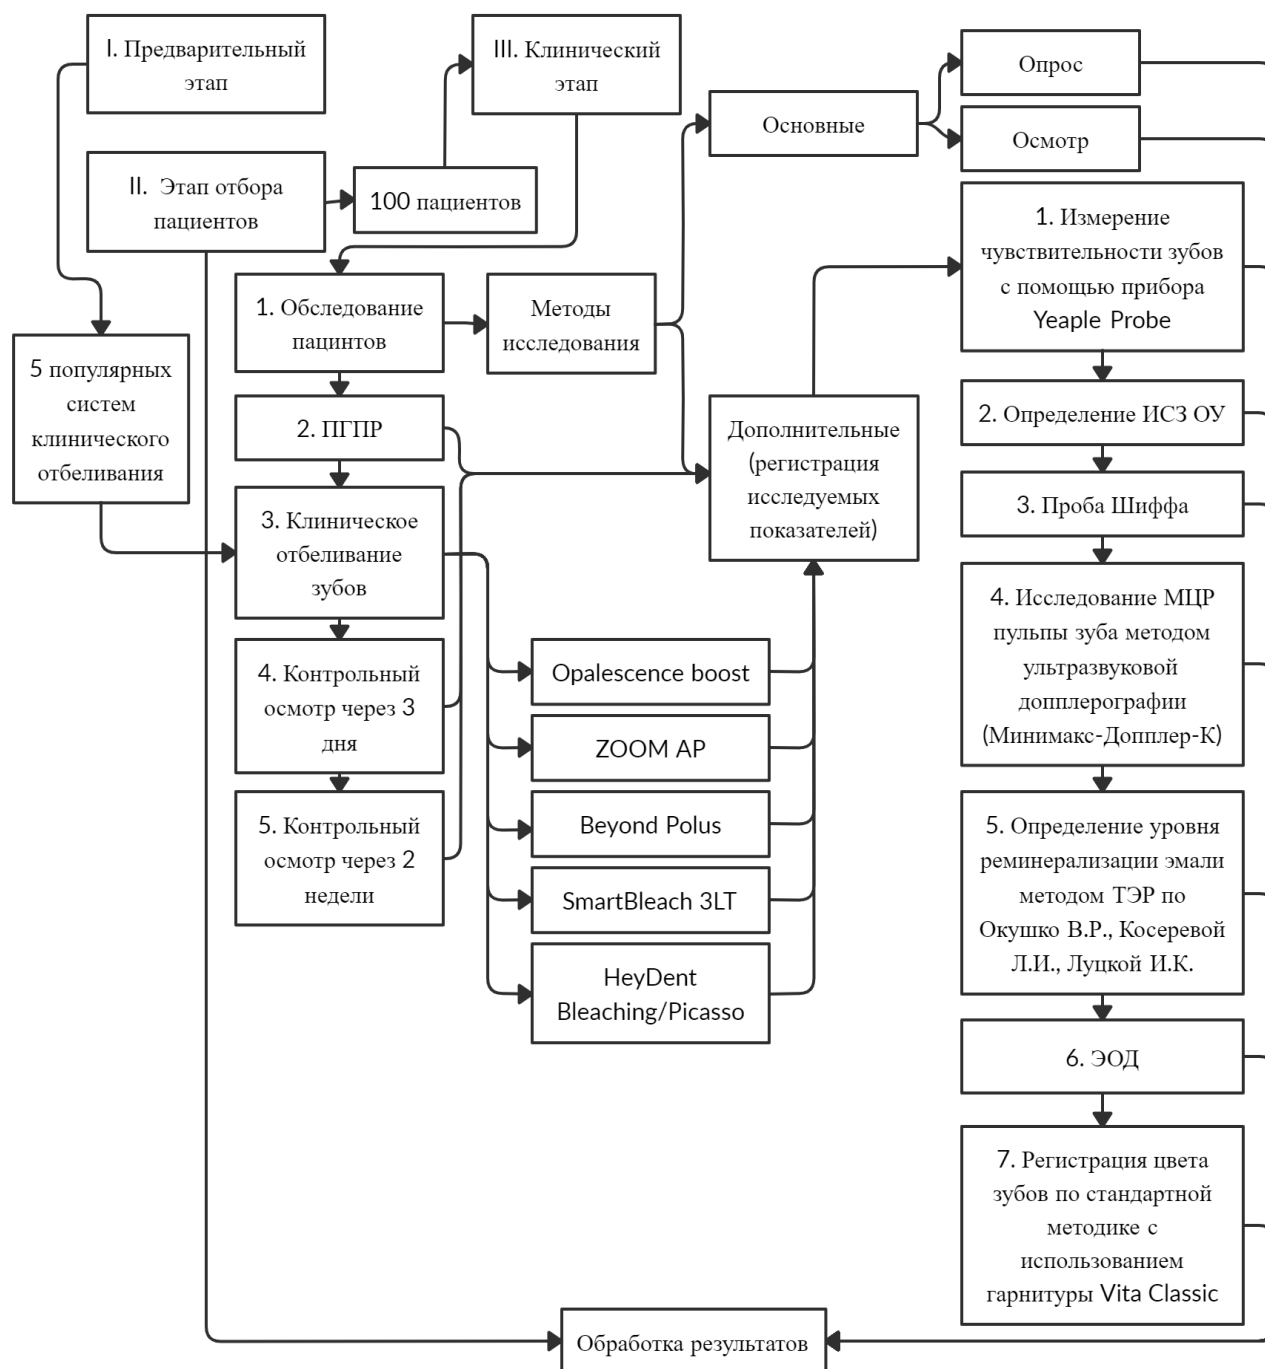 I. Предварительный
этап
II. Этап отбора
пациентов
100 пациентов
III. Клинический
этап
5 популярных
систем
клинического
отбеливания
1. Обследование
пацинтов
Методы
исследования
2. ПГПР
3. Клиническое
отбеливание
зубов
4. Контрольный
осмотр через 3
дня
5. Контрольный
осмотр через 2
недели
Opalescence boost
ZOOM AP
Beyond Polus
SmartBleach 3LT
HeyDent
Bleaching/Picasso
Основные
Дополнительные
(регистрация
исследуемых
показателей)
Опрос
Осмотр
1. Измерение
чувствительности зубов
с помощью прибора
Yeaple Probe
2. Определение ИСЗ ОУ
3. Проба Шиффа
4. Исследование МЦР
пульпы зуба методом
ультразвуковой
допплерографии
(Минимакс-Допплер-К)
5. Определение уровня
реминерализации эмали
методом ТЭР по
Окушко В.Р., Косеревой
Л.И., Луцкой И.К.
6. ЭОД
7. Регистрация цвета
зубов по стандартной
методике с
использованием
гарнитуры Vita Classic
Обработка результатов